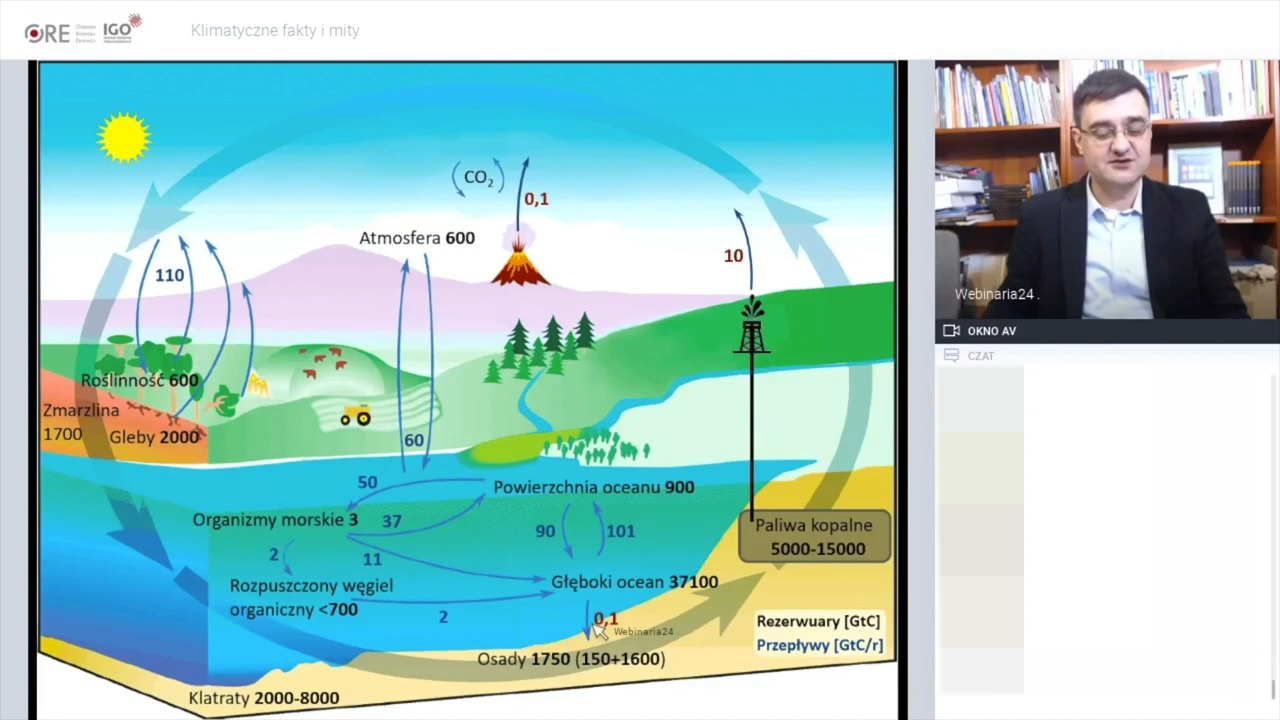 ORE
Ośrodek
Rozwoju
Edukacji
IGO
Klimatyczne fakty i mity
CO₂
0,1
Atmosfera 600
10
110
Roślinność 600
Zmarzlina
1700
Gleby 2000
60
50
Powierzchnia oceanu 900
Organizmy morskie 3
37
90
101
Paliwa kopalne
5000-15000
2
11
Rozpuszczony węgiel
organiczny <700
Głęboki ocean 37100
2
0,1
Webinaria24 .
Rezerwuary [GtC]
Przepływy [GtC/r]
Osady 1750 (150+1600)
Klatraty 2000-8000
Webinaria24 .
OKNO AV
CZAT